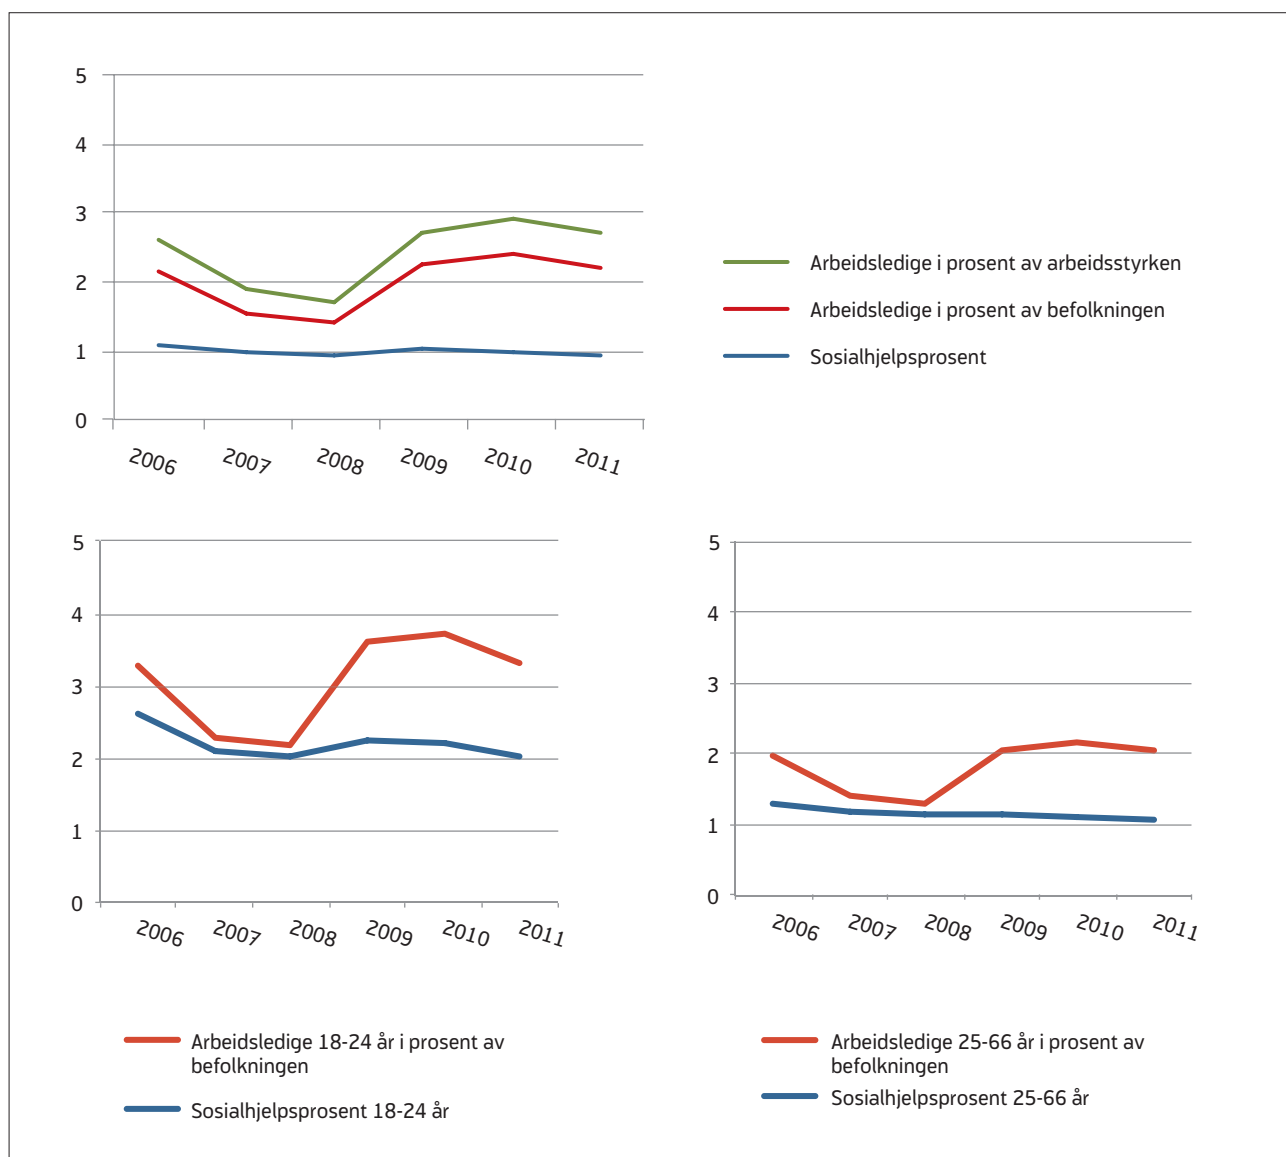 5
4
3
2
1
0
2006 2007 2008 2009 2010 2011
Arbeidsledige i prosent av arbeidsstyrken
Arbeidsledige i prosent av befolkningen
Sosialhjelpsprosent
5
4
3
2
1
0
2006 2007 2008 2009 2010 2011
Arbeidsledige 18-24 år i prosent av
befolkningen
Sosialhjelpsprosent 18-24 år
5
4
3
2
1
0
2006 2007 2008 2009 2010 2011
Arbeidsledige 25-66 år i prosent av
befolkningen
Sosialhjelpsprosent 25-66 år